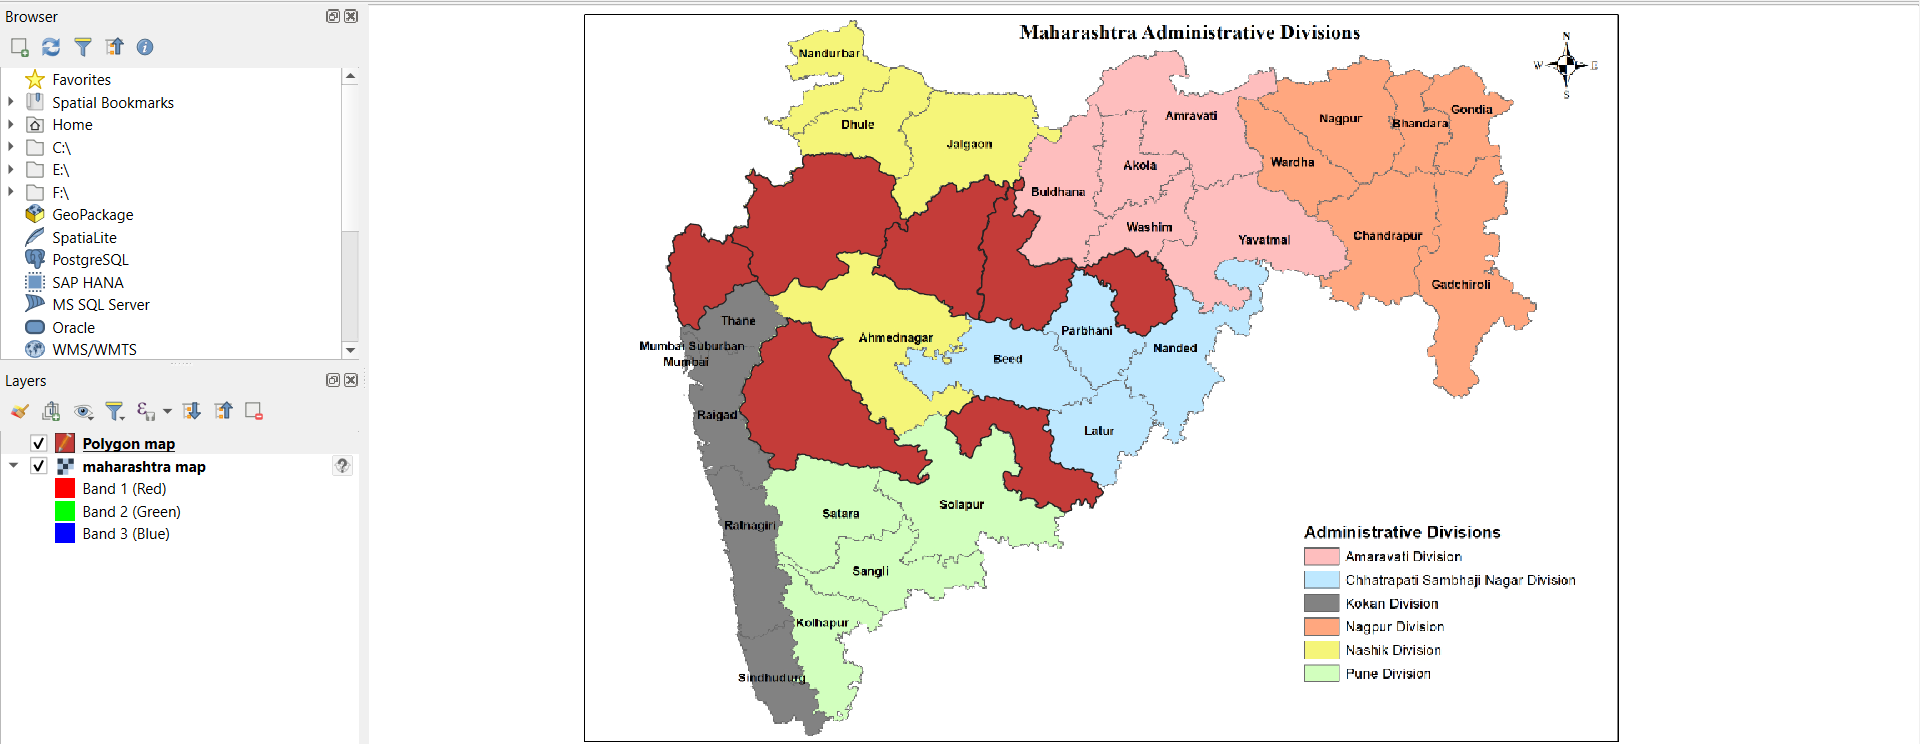 Browser
Favorites
Spatial Bookmarks
Home
C:\
E:\
F:\
GeoPackage
SpatiaLite
PostgreSQL
SAP HANA
MS SQL Server
Oracle
WMS/WMTS
Layers
Polygon map
maharashtra map
Band 1 (Red)
Band 2 (Green)
Band 3 (Blue)
Maharashtra Administrative Divisions
N
W E
S
Nandurbar
Dhule
Jalgaon
Buldhana
Akola
Amravati
Washim
Yavatmal
Wardha
Nagpur
Bhandara
Gondia
Chandrapur
Gadchiroli
Thane
Mumbai Suburban
Mumbai
Ahmednagar
Beed
Parbhani
Nanded
Raigad
Latur
Solapur
Satara
Ratnagiri
Sangli
Kolhapur
Sindhudurg
Administrative Divisions
Amaravati Division
Chhatrapati Sambhaji Nagar Division
Kokan Division
Nagpur Division
Nashik Division
Pune Division